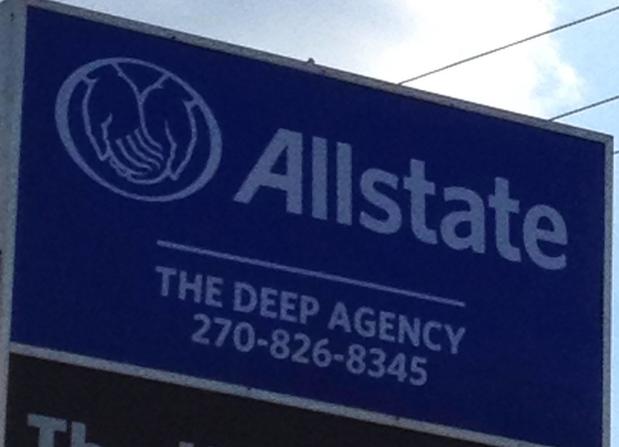 Allstate
THE DEEP AGENCY
270-826-8345